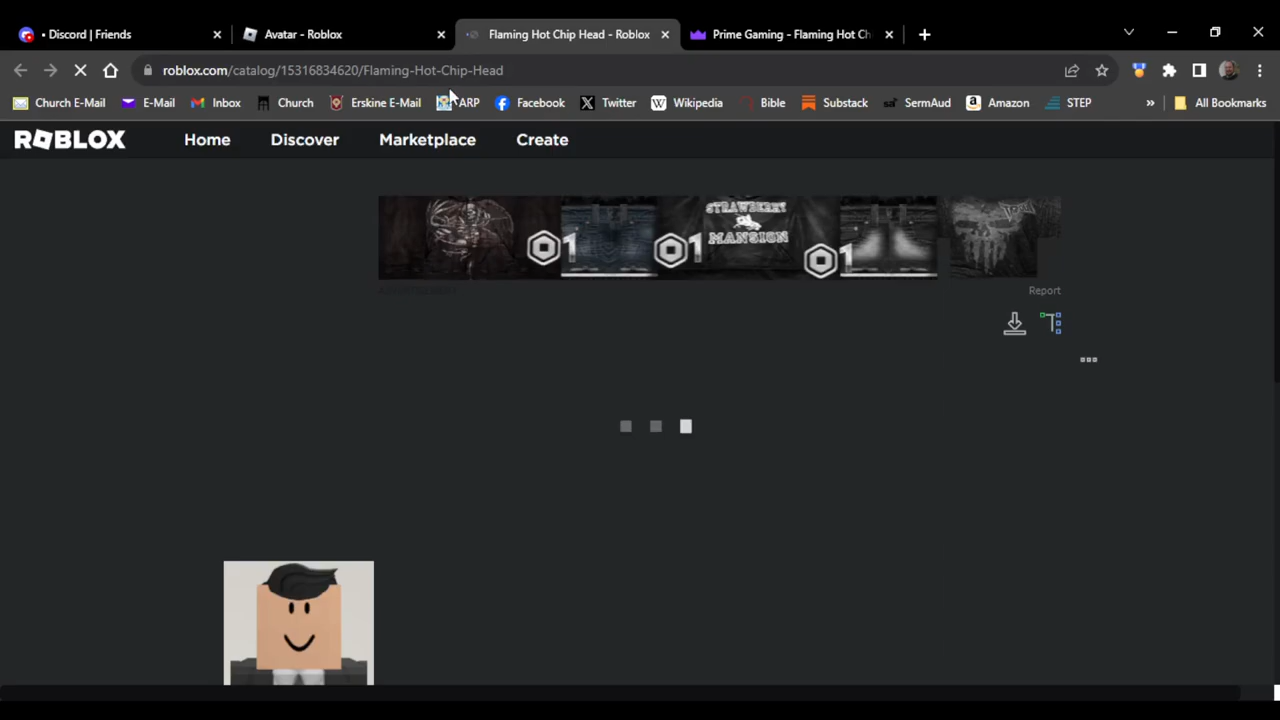 • Discord | Friends
Avatar - Roblox
Flaming Hot Chip Head - Roblox
Prime Gaming - Flaming Hot Ch
roblox.com/catalog/15316834620/Flaming-Hot-Chip-Head
Church E-Mail
E-Mail
Inbox
Church
Erskine E-Mail
ARP
Facebook
Twitter
Wikipedia
Bible
Substack
SermAud
Amazon
STEP
All Bookmarks
ROBLOX
Home
Discover
Marketplace
Create
1
1
STRAWBERRY
MANSION
1
Report